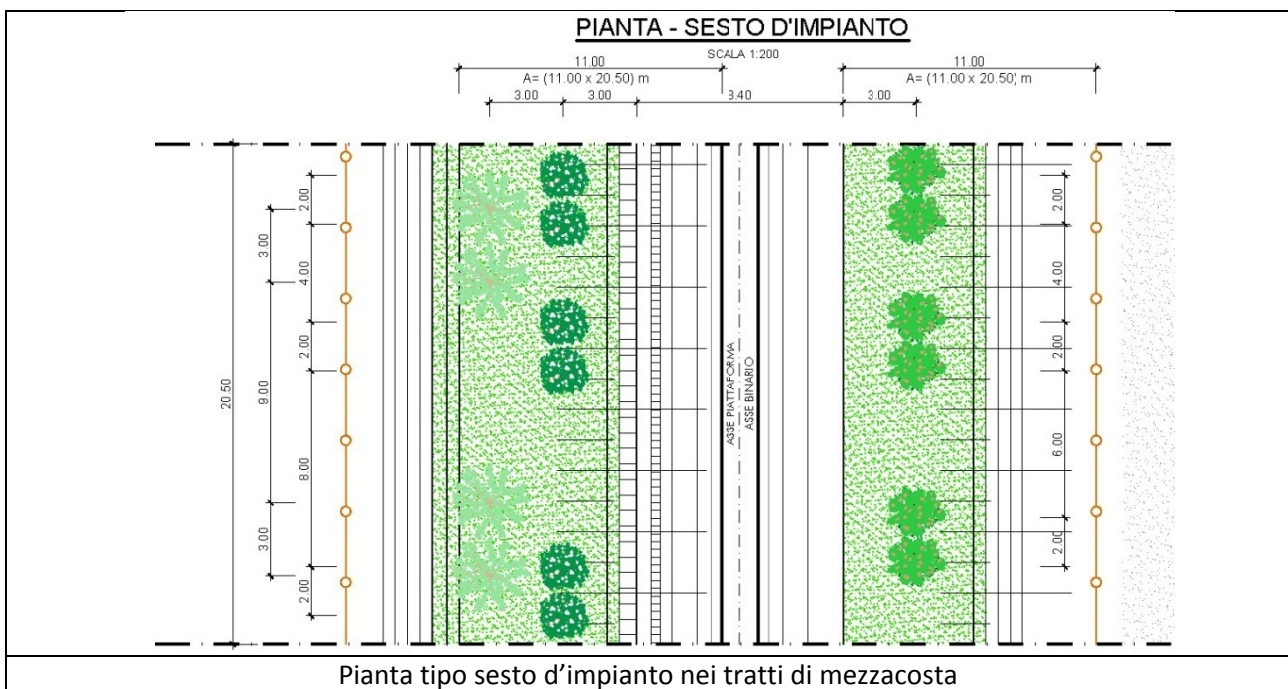 PIANTA - SESTO D'IMPIANTO
SCALA 1:200
11.00 11.00
A= (11.00 x 20.50) m A= (11.00 x 20.50) m
3.00 3.00 8.40 3.00
20.50
3.00
9.00
3.00
2.00
4.00
2.00
8.00
2.00
ASSE PIATTAFORMA
ASSE BINARIO
2.00
4.00
2.00
6.00
2.00
Pianta tipo sesto d’impianto nei tratti di mezzacosta